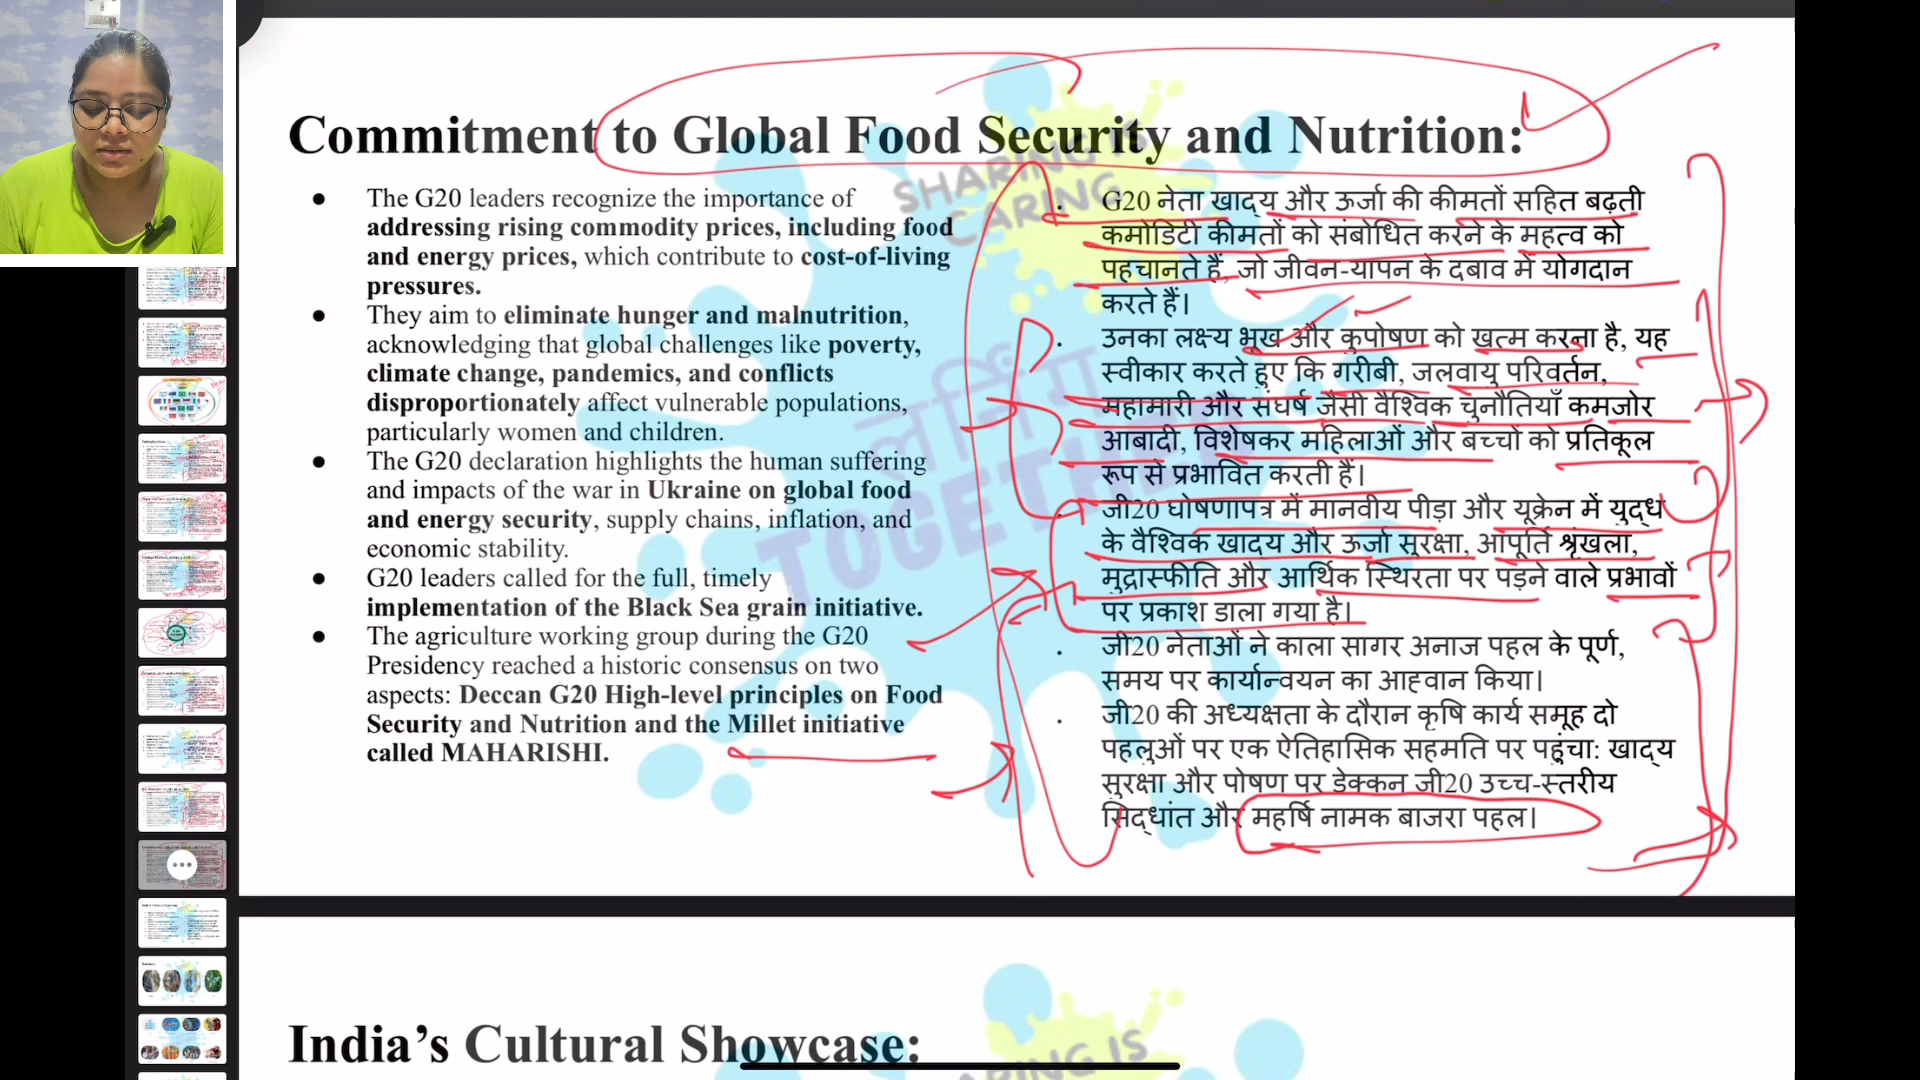 Commitment to Global Food Security and Nutrition:
● The G20 leaders recognize the importance of
addressing rising commodity prices, including food
and energy prices, which contribute to cost-of-living
pressures.
● They aim to eliminate hunger and malnutrition,
acknowledging that global challenges like poverty,
climate change, pandemics, and conflicts
disproportionately affect vulnerable populations,
particularly women and children.
● The G20 declaration highlights the human suffering
and impacts of the war in Ukraine on global food
and energy security, supply chains, inflation, and
economic stability.
● G20 leaders called for the full, timely
implementation of the Black Sea grain initiative.
● The agriculture working group during the G20
Presidency reached a historic consensus on two
aspects: Deccan G20 High-level principles on Food
Security and Nutrition and the Millet initiative
called MAHARISHI.
. G20 नेता खाद्य और ऊर्जा की कीमतों सहित बढ़ती
कमोडिटी कीमतों को संबोधित करने के महत्व को
पहचानते हैं, जो जीवन-यापन के दबाव में योगदान
करते हैं।
. उनका लक्ष्य भूख और कुपोषण को खत्म करना है, यह
स्वीकार करते हुए कि गरीबी, जलवायु परिवर्तन,
महामारी और संघर्ष जैसी वैश्विक चुनौतियाँ कमजोर
आबादी, विशेषकर महिलाओं और बच्चों को प्रतिकूल
रूप से प्रभावित करती हैं।
. जी20 घोषणापत्र में मानवीय पीड़ा और यूक्रेन में युद्ध
के वैश्विक खाद्य और ऊर्जा सुरक्षा, आपूर्ति श्रृंखला,
मुद्रास्फीति और आर्थिक स्थिरता पर पड़ने वाले प्रभावों
पर प्रकाश डाला गया है।
. जी20 नेताओं ने काला सागर अनाज पहल के पूर्ण,
समय पर कार्यान्वयन का आह्वान किया।
. जी20 की अध्यक्षता के दौरान कृषि कार्य समूह दो
पहलुओं पर एक ऐतिहासिक सहमति पर पहुंचा: खाद्य
सुरक्षा और पोषण पर डेक्कन जी20 उच्च-स्तरीय
सिद्धांत और महर्षि नामक बाजरा पहल।
SHARING IS
CARING
लर्निंग
TOGETHE
India's Cultural Showcase:
ING IS